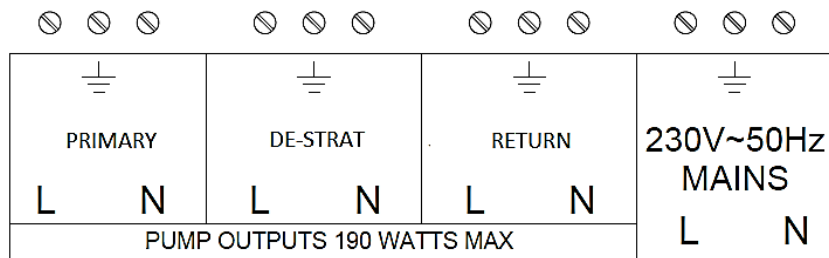 PRIMARY DE-STRAT RETURN 230V~50Hz
MAINS
L N L N L N L N
PUMP OUTPUTS 190 WATTS MAX